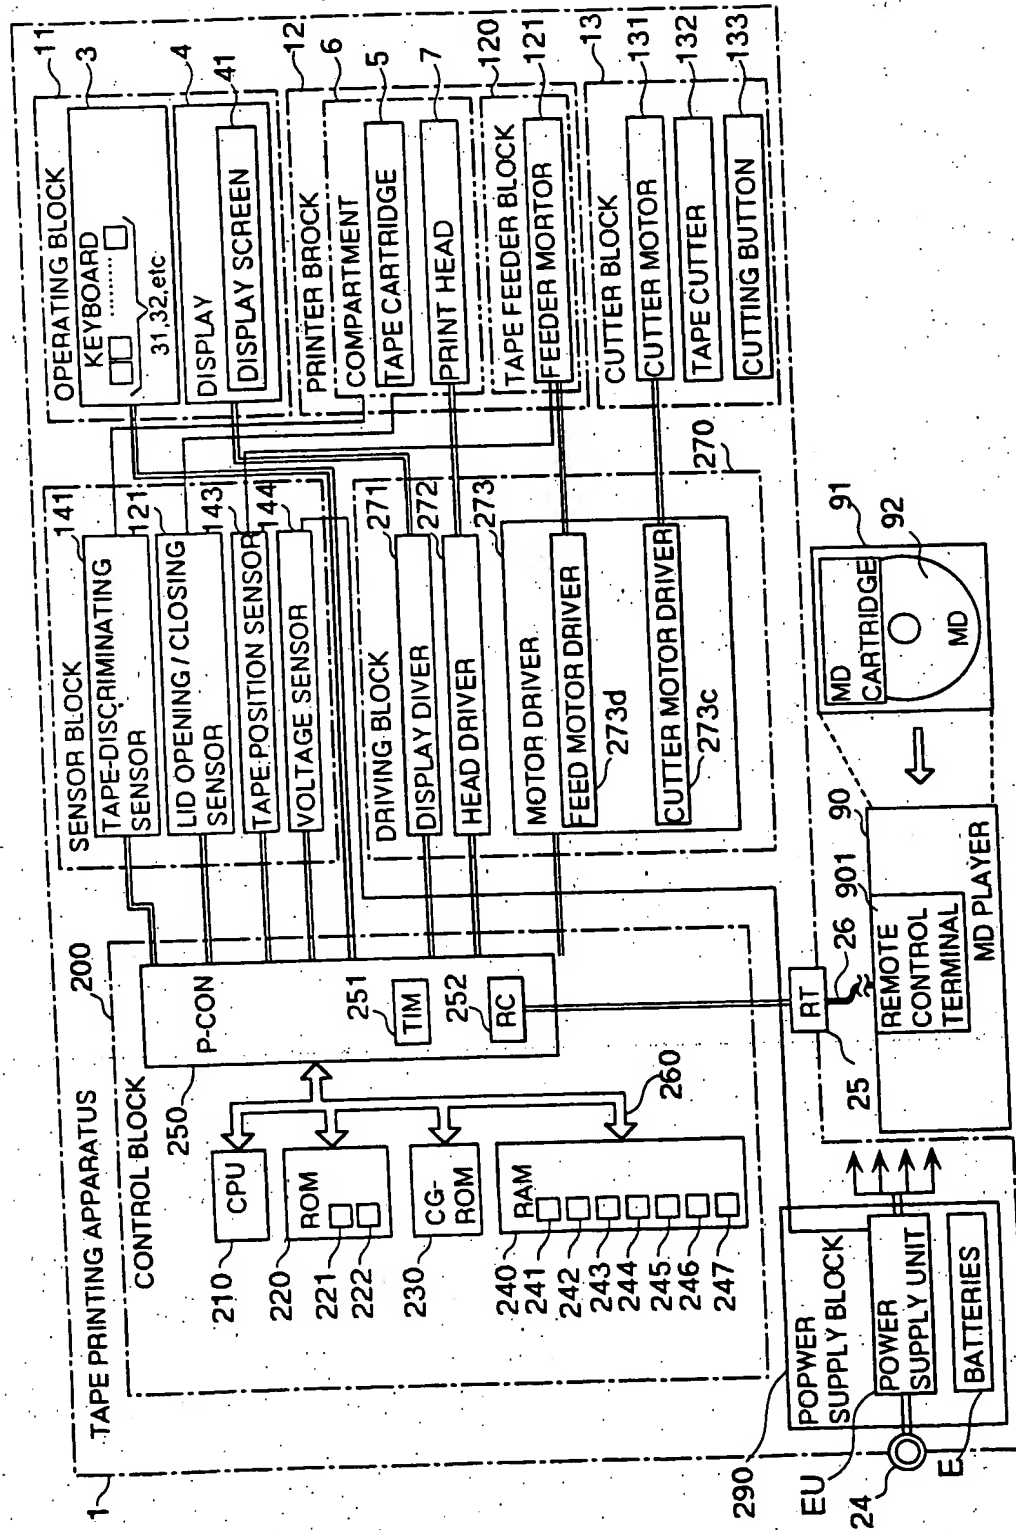 TAPE PRINTING APPARATUS
1
CONTROL BLOCK
200
250
P-CON
251
TIM
252
RC
210
CPU
220
ROM
221
222
230
CG-
ROM
240
RAM
241
242
243
244
245
246
247
260
SENSOR BLOCK
141
TAPE-DISCRIMINATING
SENSOR
121
LID OPENING / CLOSING
SENSOR
143
TAPE-POSITION SENSOR
144
VOLTAGE SENSOR
DRIVING BLOCK
271
DISPLAY DIVER
272
HEAD DRIVER
273
MOTOR DRIVER
FEED MOTOR DRIVER
273d
CUTTER MOTOR DRIVER
273c
270
OPERATING BLOCK
11
KEYBOARD
3
31,32,etc
DISPLAY
4
DISPLAY SCREEN
41
PRINTER BROCK
12
COMPARTMENT
6
TAPE CARTRIDGE
5
PRINT HEAD
7
TAPE FEEDER BLOCK
120
FEEDER MORTOR
121
CUTTER BLOCK
13
CUTTER MOTOR
131
TAPE CUTTER
132
CUTTING BUTTON
133
290
POPWER
SUPPLY BLOCK
EU
POWER
SUPPLY UNIT
24
E
BATTERIES
RT
25
26
90
901
REMOTE
CONTROL
TERMINAL
MD PLAYER
91
MD
CARTRIDGE
92
MD